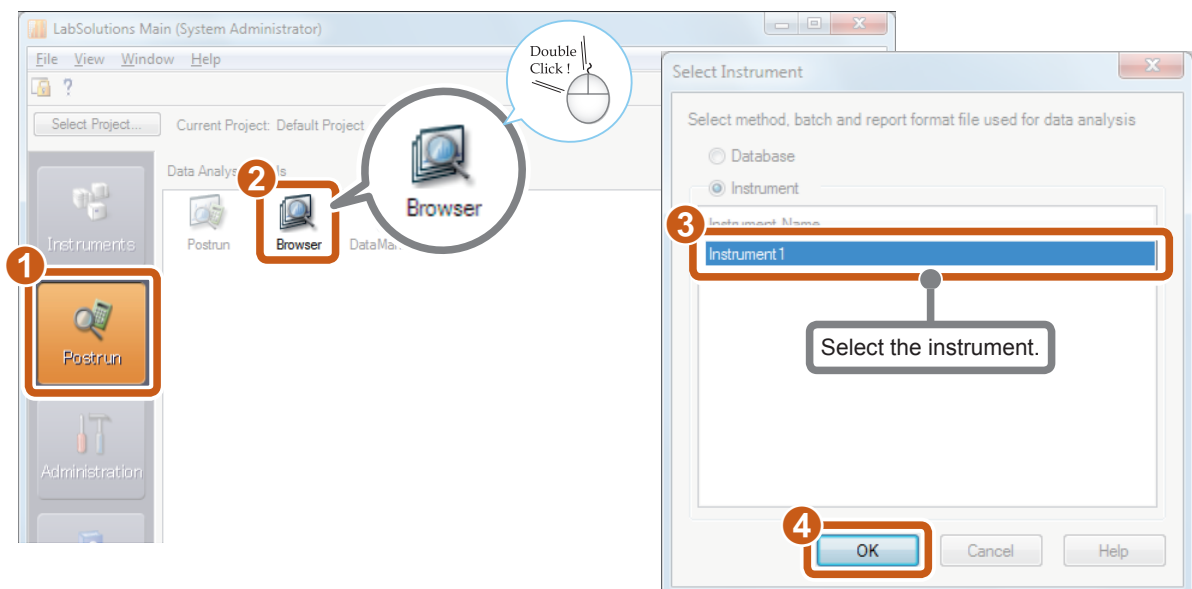 LabSolutions Main (System Administrator)
File View Window Help
?
Select Project... Current Project: Default Project
Double
Click !
Data Analys
2
Postrun
Browser
DataMa
Browser
Instruments
1
Postrun
Administration
Select Instrument
Select method, batch and report format file used for data analysis
Database
Instrument
3
Instrument Name
Instrument1
Select the instrument.
4
OK
Cancel
Help